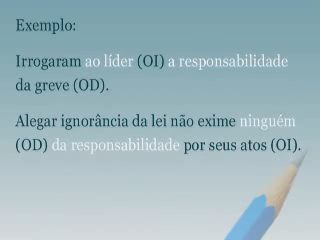 Exemplo:
Irrogaram ao líder (OI) a responsabilidade
da greve (OD).
Alegar ignorância da lei não exime ninguém
(OD) da responsabilidade por seus atos (OI).